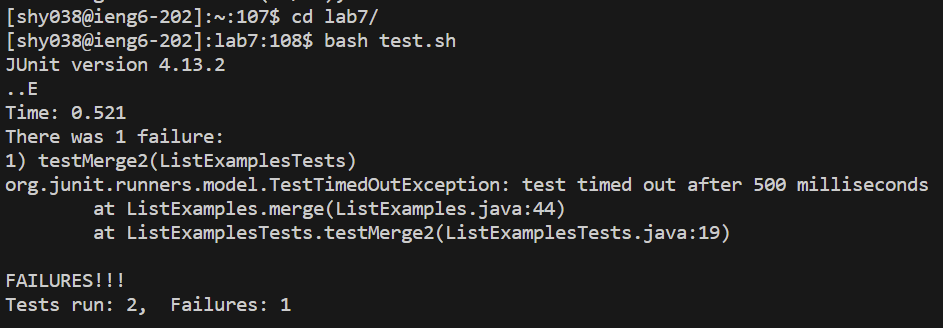 [shy038@ieng6-202]:~:107$ cd lab7/
[shy038@ieng6-202]:lab7:108$ bash test.sh
JUnit version 4.13.2
..E
Time: 0.521
There was 1 failure:
1) testMerge2(ListExamplesTests)
org.junit.runners.model.TestTimedOutException: test timed out after 500 milliseconds
        at ListExamples.merge(ListExamples.java:44)
        at ListExamplesTests.testMerge2(ListExamplesTests.java:19)

FAILURES!!!
Tests run: 2,  Failures: 1